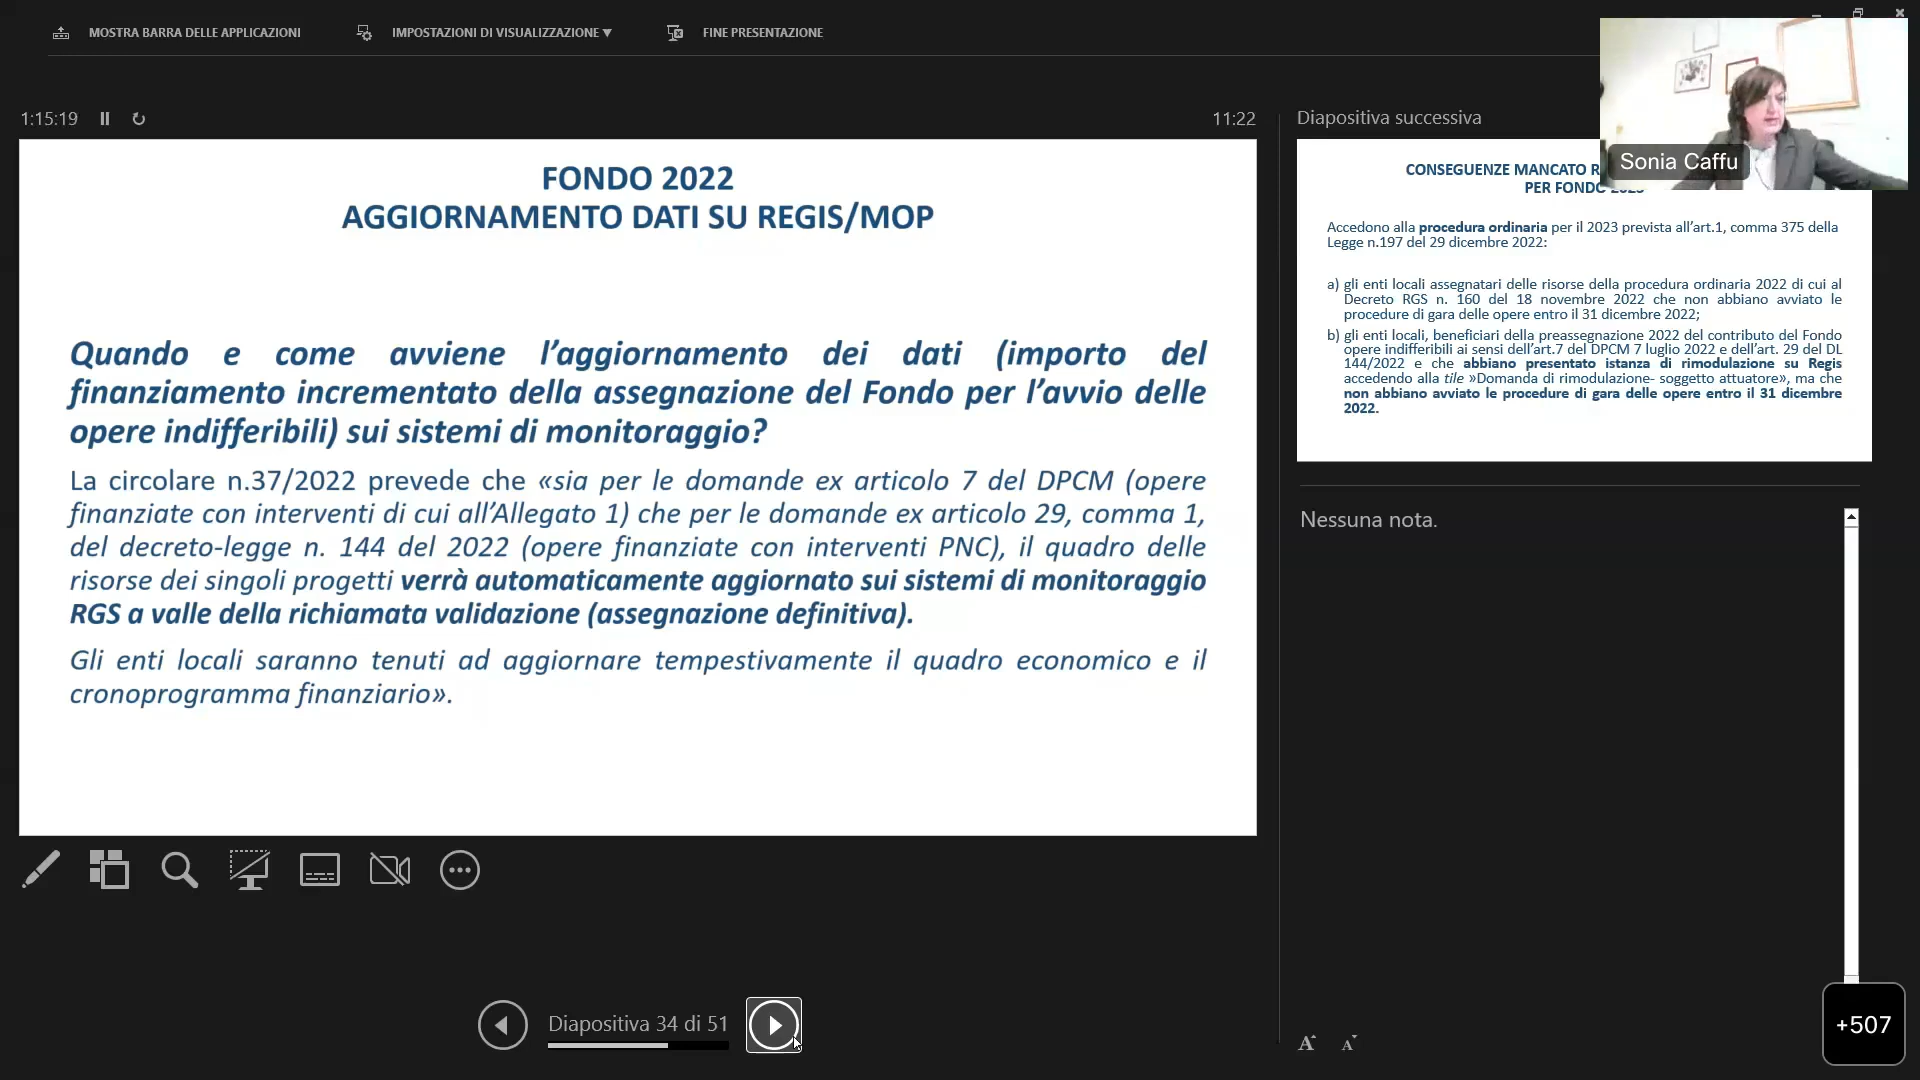 MOSTRA BARRA DELLE APPLICAZIONI
IMPOSTAZIONI DI VISUALIZZAZIONE ▼
FINE PRESENTAZIONE
1:15:19
11:22
FONDO 2022
AGGIORNAMENTO DATI SU REGIS/MOP
Quando e come avviene l’aggiornamento dei dati (importo del
finanziamento incrementato della assegnazione del Fondo per l’avvio delle
opere indifferibili) sui sistemi di monitoraggio?
La circolare n.37/2022 prevede che «sia per le domande ex articolo 7 del DPCM (opere
finanziate con interventi di cui all’Allegato 1) che per le domande ex articolo 29, comma 1,
del decreto-legge n. 144 del 2022 (opere finanziate con interventi PNC), il quadro delle
risorse dei singoli progetti verrà automaticamente aggiornato sui sistemi di monitoraggio
RGS a valle della richiamata validazione (assegnazione definitiva).
Gli enti locali saranno tenuti ad aggiornare tempestivamente il quadro economico e il
cronoprogramma finanziario».
Diapositiva 34 di 51
Diapositiva successiva
Sonia Caffu
CONSEGUENZE MANCATO
PER FONDO
Accedono alla procedura ordinaria per il 2023 prevista all’art.1, comma 375 della
Legge n.197 del 29 dicembre 2022:
a) gli enti locali assegnatari delle risorse della procedura ordinaria 2022 di cui al
Decreto RGS n. 160 del 18 novembre 2022 che non abbiano avviato le
procedure di gara delle opere entro il 31 dicembre 2022;
b) gli enti locali, beneficiari della preassegnazione 2022 del contributo del Fondo
opere indifferibili ai sensi dell’art.7 del DPCM 7 luglio 2022 e dell’art. 29 del DL
144/2022 e che abbiano presentato istanza di rimodulazione su Regis
accedendo alla tile »Domanda di rimodulazione- soggetto attuatore», ma che
non abbiano avviato le procedure di gara delle opere entro il 31 dicembre
2022.
Nessuna nota.
A A
+507